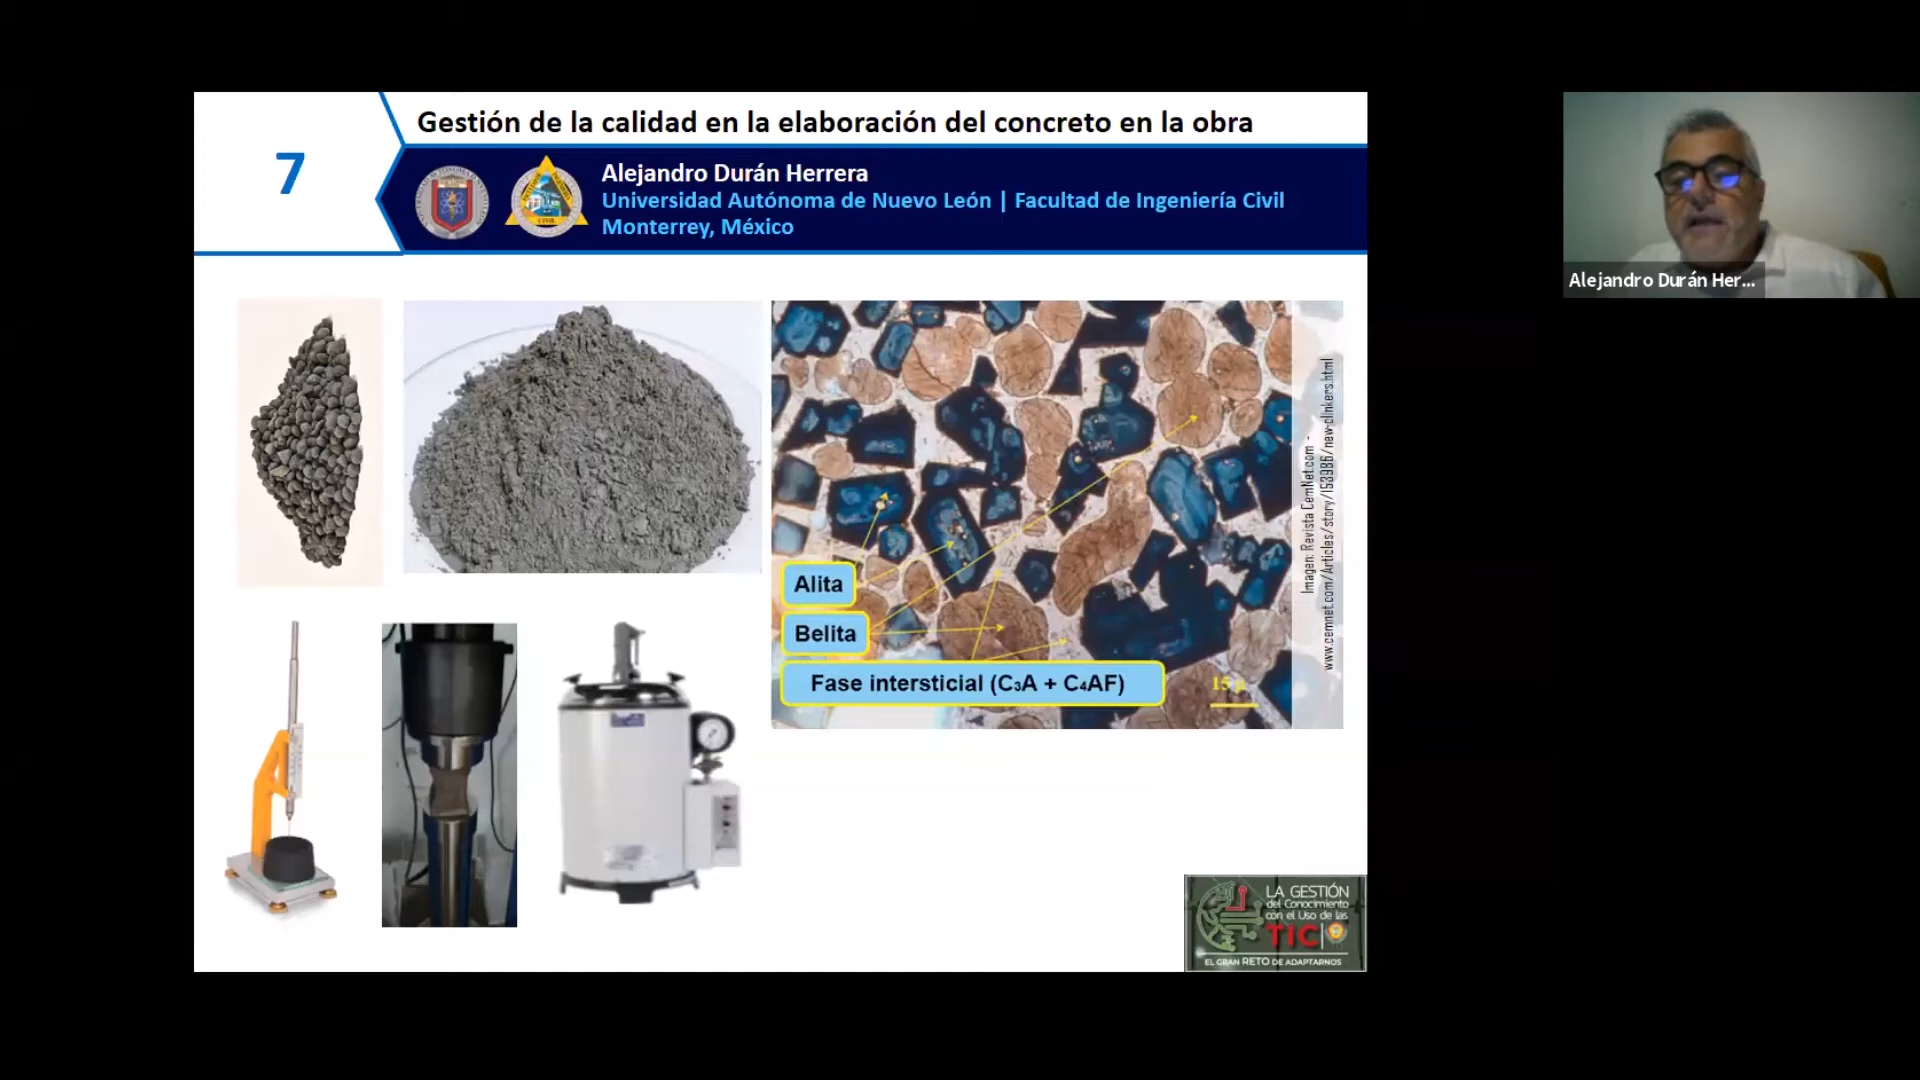 7
Gestión de la calidad en la elaboración del concreto en la obra
Alejandro Durán Herrera
Universidad Autónoma de Nuevo León | Facultad de Ingeniería Civil
Monterrey, México
CIVIL
Alejandro Durán Her...
Alita
Belita
Fase intersticial (C₃A + C₄AF)
15 µ
Imagen: Revista CemNet.com -
www.cemnet.com/Articles/story/153986/new-clinkers.html
LA GESTIÓN
del Conocimiento
con el Uso de las
TIC
EL GRAN RETO DE ADAPTARNOS